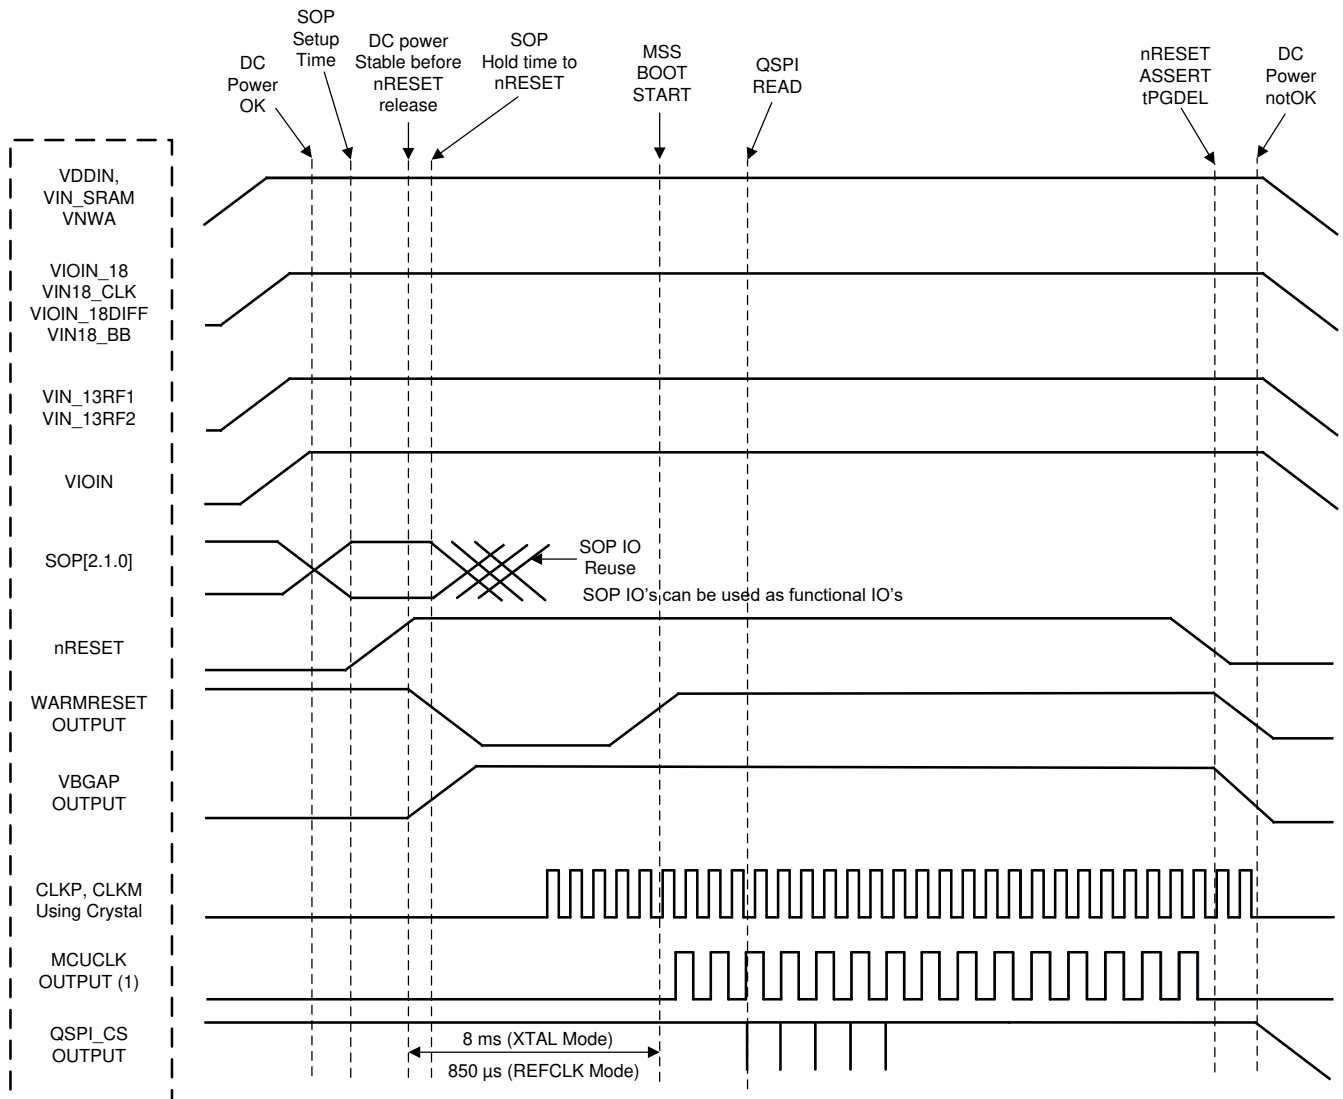 SOP
Setup
Time
DC
Power
OK
DC power
Stable before
nRESET
release
SOP
Hold time to
nRESET
MSS
BOOT
START
QSPI
READ
nRESET
ASSERT
tPGDEL
DC
Power
notOK
VDDIN,
VIN_SRAM
VNWA
VIOIN_18
VIN18_CLK
VIOIN_18DIFF
VIN18_BB
VIN_13RF1
VIN_13RF2
VIOIN
SOP[2.1.0]
SOP IO
Reuse
SOP IO's can be used as functional IO's
nRESET
WARMRESET
OUTPUT
VBGAP
OUTPUT
CLKP, CLKM
Using Crystal
MCUCLK
OUTPUT (1)
QSPI_CS
OUTPUT
8 ms (XTAL Mode)
850 µs (REFCLK Mode)